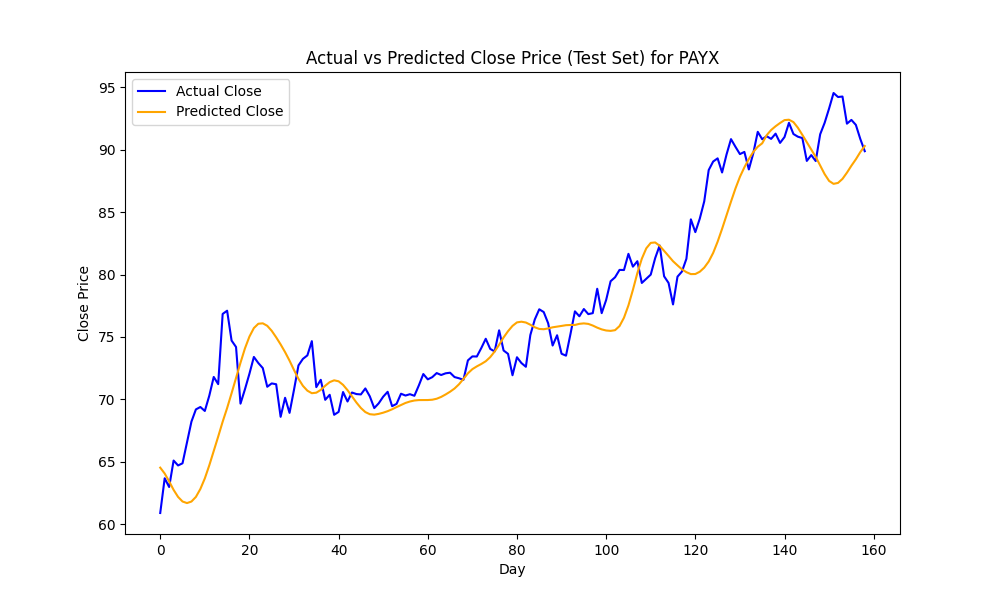 Actual vs Predicted Close Price (Test Set) for PAYX
Actual Close
Predicted Close
95
90
85
80
75
70
65
60
Close Price
0 20 40 60 80 100 120 140 160
Day